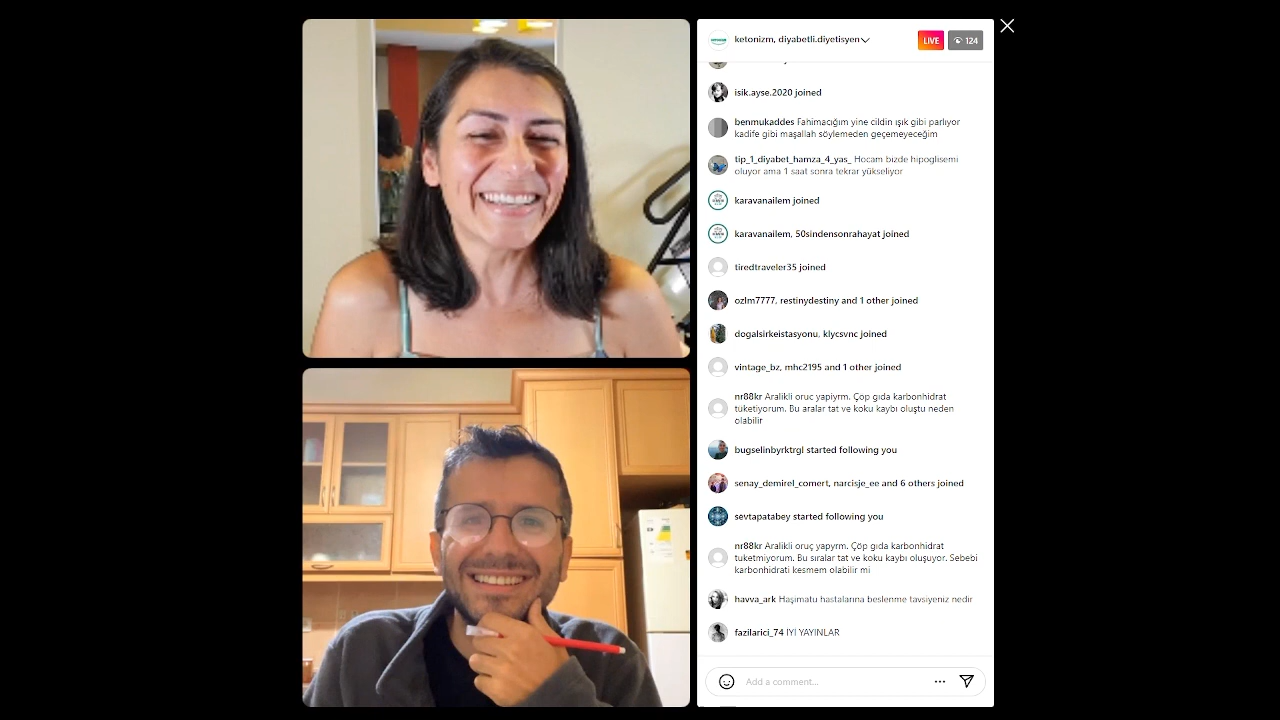 ketonizm, diyabetli.diyetisyen
LIVE
124
isik.ayse.2020 joined
benmukaddes Fahimacığım yine cildin ışık gibi parlıyor
kadife gibi maşallah söylemeden geçemeyeceğim
tip_1_diyabet_hamza_4_yas_ Hocam bizde hipoglisemi
oluyor ama 1 saat sonra tekrar yükseliyor
karavanailem joined
karavanailem, 50sindensonrahayat joined
tiredtraveler35 joined
ozlm7777, restinydestiny and 1 other joined
dogalsirkeistasyonu, klycsvnc joined
vintage_bz, mhc2195 and 1 other joined
nr88kr Aralikli oruc yapiyrm. Çop gıda karbonhidrat
tuketiyorum. Bu aralar tat ve koku kaybı oluştu neden
olabilir
bugselinbyrktrgl started following you
senay_demirel_comert, narcisje_ee and 6 others joined
sevtapatabey started following you
nr88kr Aralikli oruç yapyrm. Çöp gıda karbonhidrat
tuketmiyorum. Bu sıralar tat ve koku kaybı oluşuyor. Sebebi
karbonhidrati kesmem olabilir mi
havva_ark Haşimatu hastalarına beslenme tavsiyeniz nedir
fazilarici_74 IYI YAYINLAR
Add a comment...